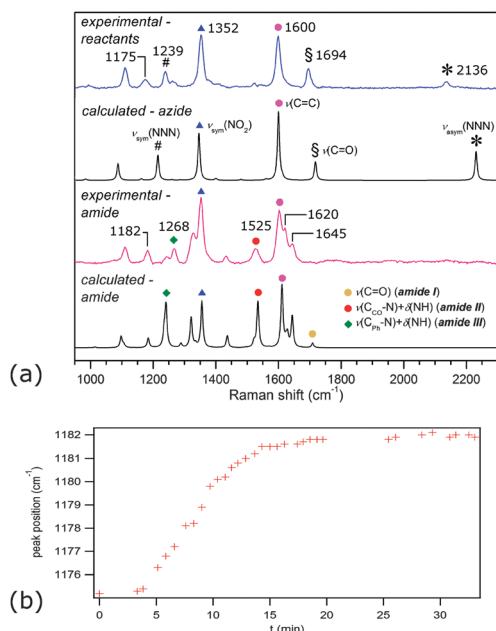 experimental -
reactants
1175
1239
#
1352
1600
§
1694
*
2136
calculated - azide
νsym(NNN)
#
νsym(NO2)
ν(C=C)
§ ν(C=O)
νasym(NNN)
*
experimental -
amide
1182
1268
1525
1620
1645
calculated -
amide
ν(C=O) (amide I)
ν(CCO-N)+δ(NH) (amide II)
ν(CPh-N)+δ(NH) (amide III)
(a)
1000
1200
1400
1600
1800
2000
2200
Raman shift (cm-1)
1182
1181
1180
1179
1178
1177
1176
peak position (cm-1)
(b)
0
5
10
15
20
25
30
t (min)